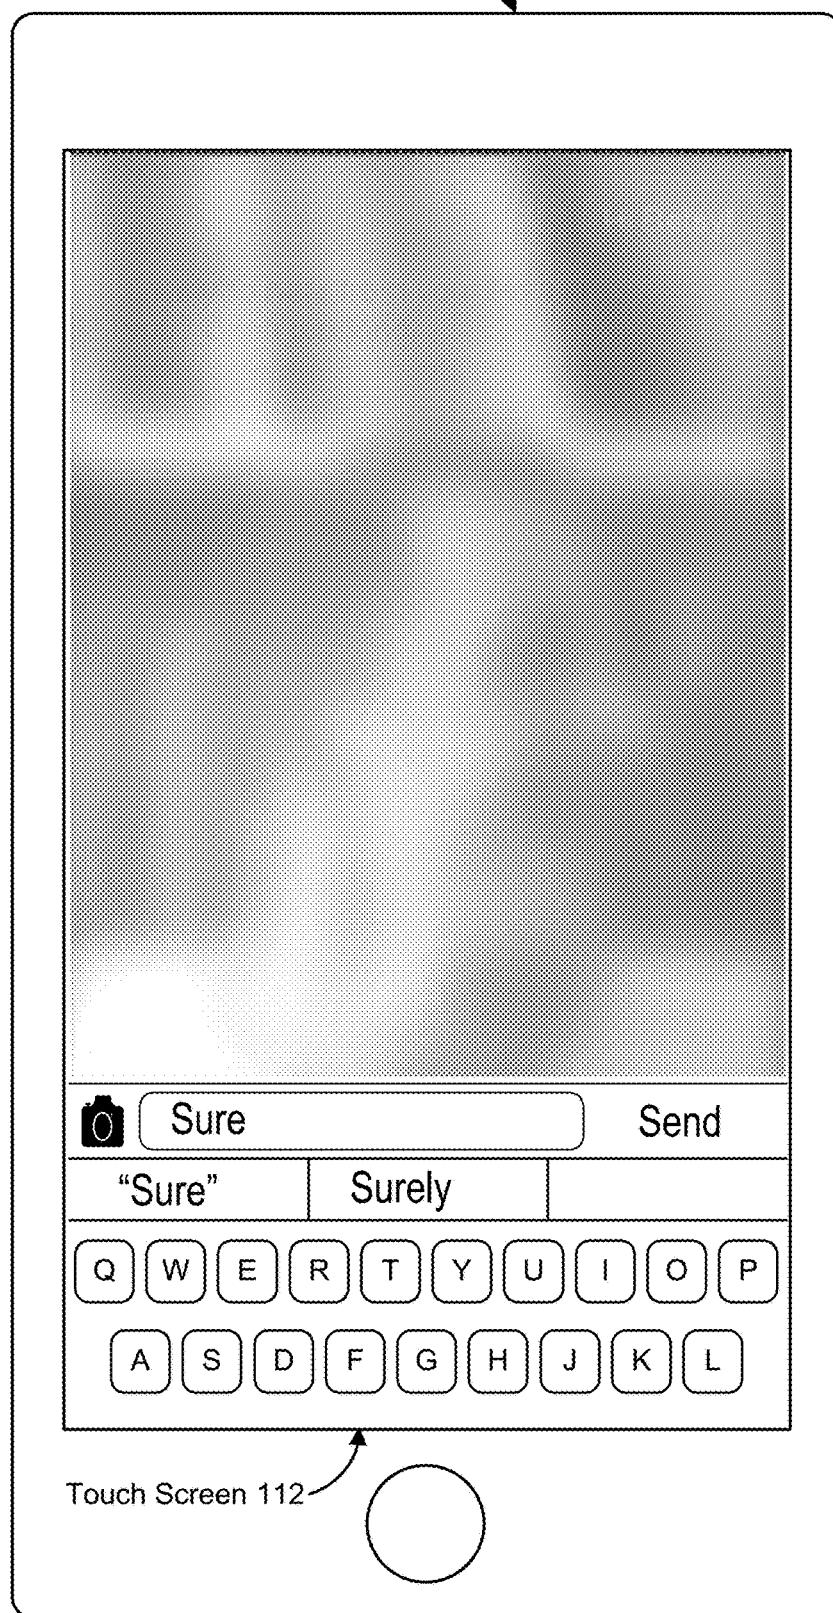 Sure Send
“Sure” Surely
Q W E R T Y U I O P
A S D F G H J K L
Touch Screen 112